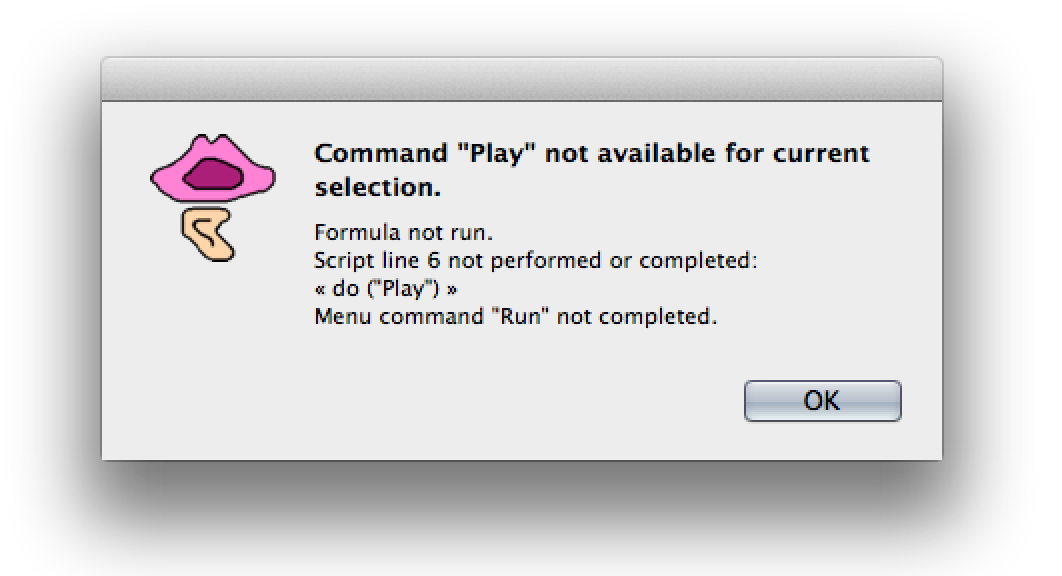 Command "Play" not available for current
selection.
Formula not run.
Script line 6 not performed or completed:
« do ("Play") »
Menu command "Run" not completed.
OK